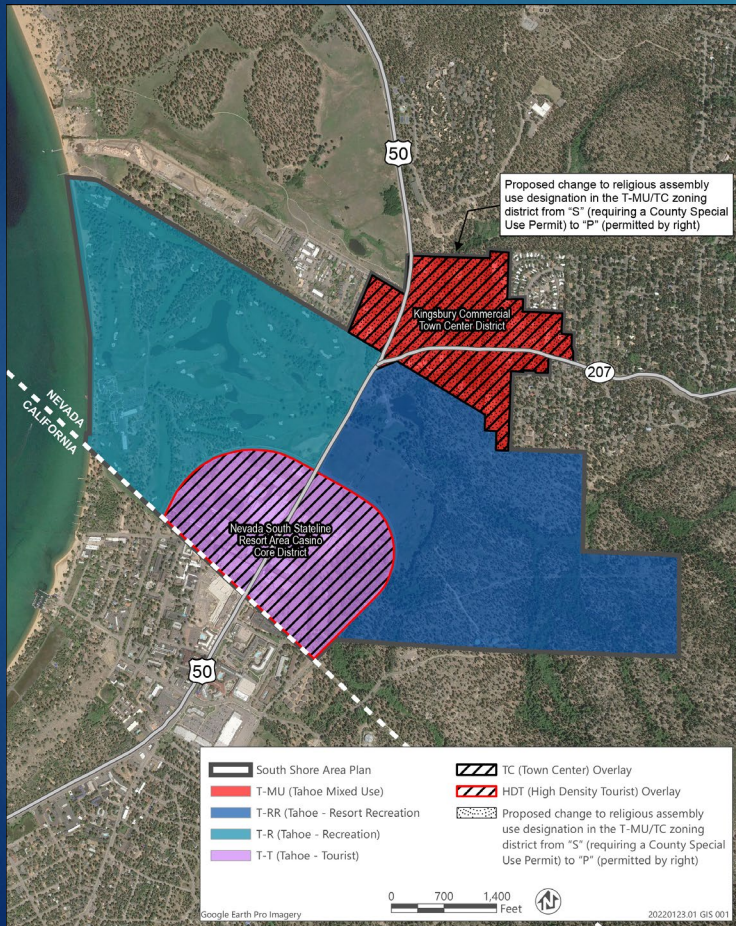 50
Proposed change to religious assembly
use designation in the T-MU/TC zoning
district from “S” (requiring a County Special
Use Permit) to “P” (permitted by right)
Kingsbury Commercial
Town Center District
207
NEVADA
CALIFORNIA
Nevada South Stateline
Resort Area Casino
Core District
50
South Shore Area Plan
T-MU (Tahoe Mixed Use)
T-RR (Tahoe - Resort Recreation
T-R (Tahoe - Recreation)
T-T (Tahoe - Tourist)
TC (Town Center) Overlay
HDT (High Density Tourist) Overlay
Proposed change to religious assembly
use designation in the T-MU/TC zoning
district from “S” (requiring a County Special
Use Permit) to “P” (permitted by right)
0 700 1,400
Feet
N
Google Earth Pro Imagery
20220123.01 GIS 001